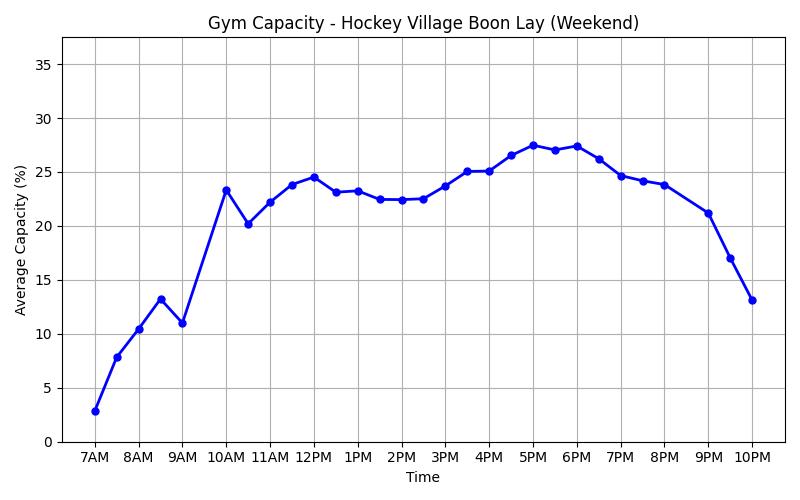 Gym Capacity - Hockey Village Boon Lay (Weekend)
Average Capacity (%)
35
30
25
20
15
10
5
0
7AM 8AM 9AM 10AM 11AM 12PM 1PM 2PM 3PM 4PM 5PM 6PM 7PM 8PM 9PM 10PM
Time